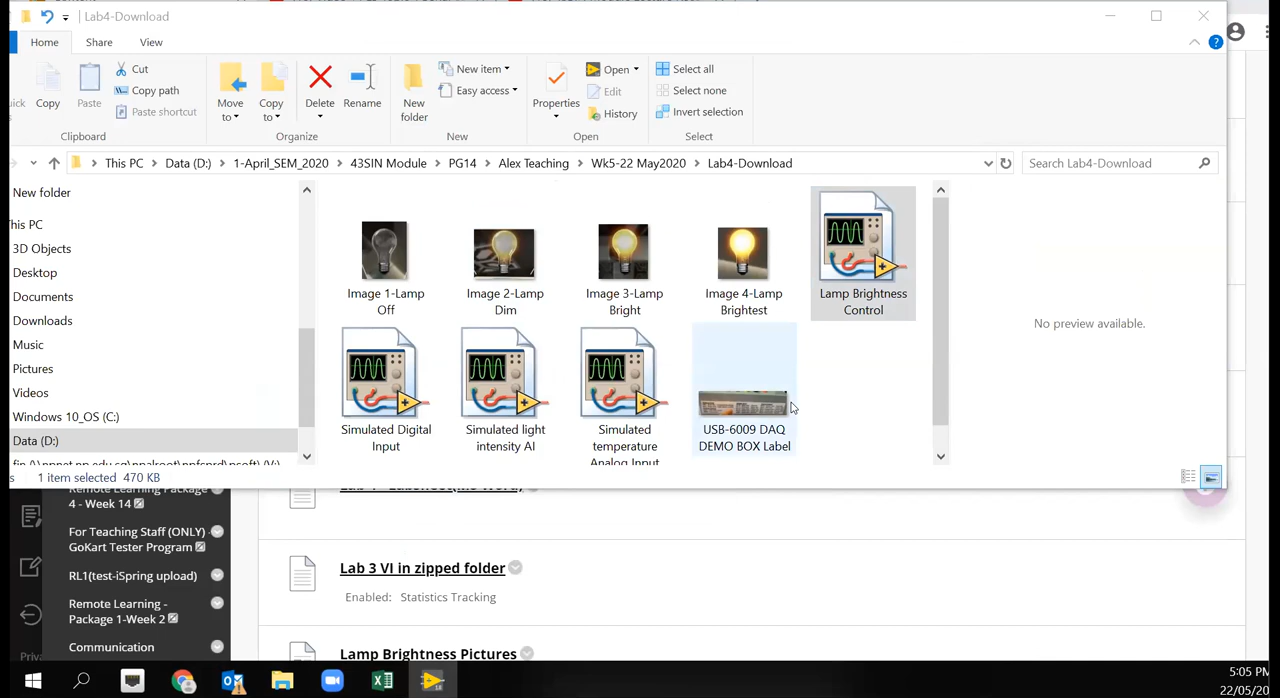 Lab4-Download
Home Share View
Copy
Paste
Cut
Copy path
Paste shortcut
Clipboard
Move to
Copy to
Delete
Rename
Organize
New folder
New item
Easy access
New
Properties
Open
Edit
History
Open
Select all
Select none
Invert selection
Select
This PC > Data (D:) > 1-April_SEM_2020 > 43SIN Module > PG14 > Alex Teaching > Wk5-22 May2020 > Lab4-Download
Search Lab4-Download
New folder
This PC
3D Objects
Desktop
Documents
Downloads
Music
Pictures
Videos
Windows 10_OS (C:)
Data (D:)
Image 1-Lamp
Off
Image 2-Lamp
Dim
Image 3-Lamp
Bright
Image 4-Lamp
Brightest
Lamp Brightness
Control
Simulated Digital
Input
Simulated light
intensity AI
Simulated
temperature
Analog Input
USB-6009 DAQ
DEMO BOX Label
No preview available.
1 item selected 470 KB
Remote Learning Package
4 - Week 14
For Teaching Staff (ONLY) -
GoKart Tester Program
RL1(test-iSpring upload)
Remote Learning -
Package 1-Week 2
Communication
Lab 3 VI in zipped folder
Enabled: Statistics Tracking
Lamp Brightness Pictures
5:05 PM
22/05/20